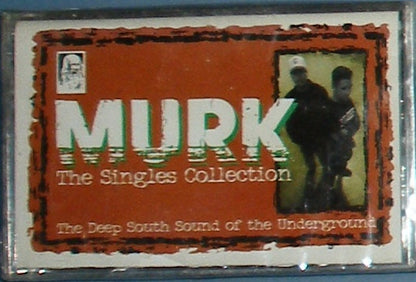 MURK
The Singles Collection
The Deep South Sound of the Underground